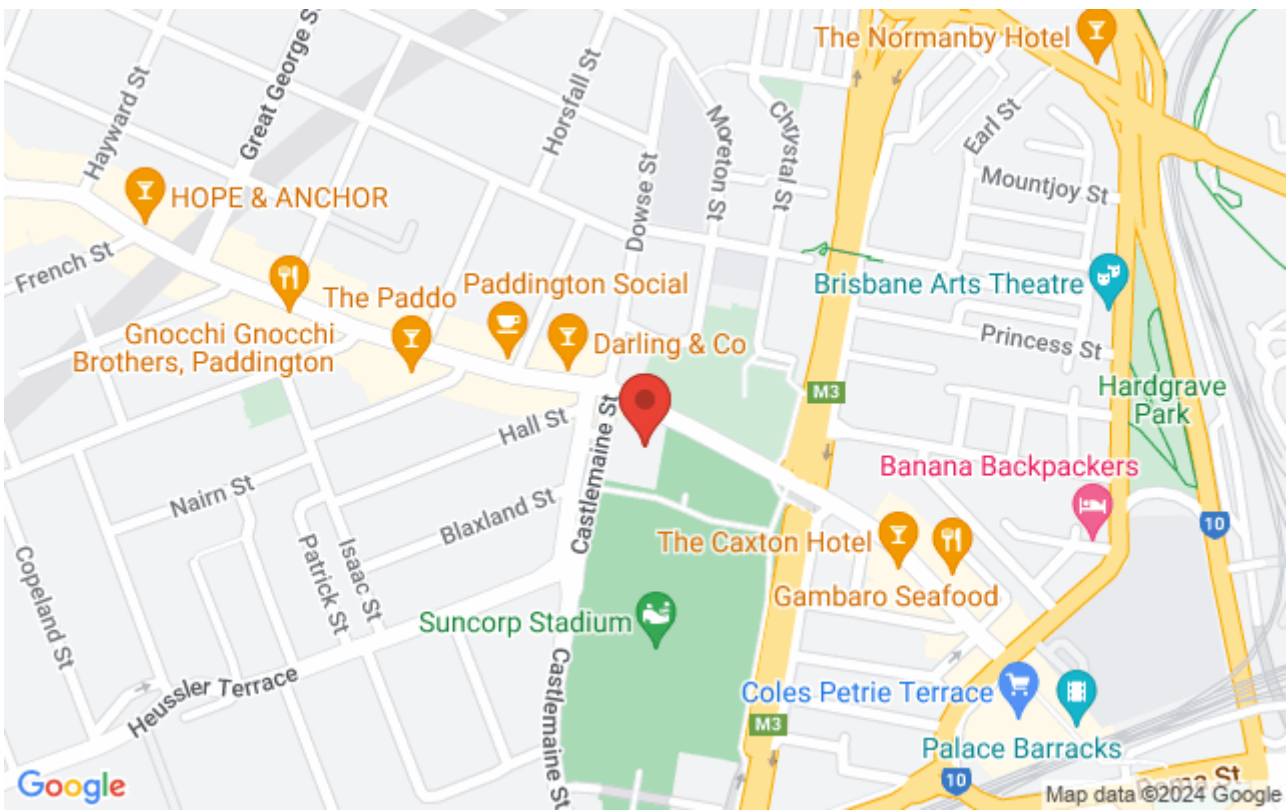 Great George St
The Normanby Hotel
Hayward St
Horsfall St
Moreton St
Chrystal St
Earl St
Mountjoy St
HOPE & ANCHOR
Dowse St
French St
Brisbane Arts Theatre
The Paddo
Paddington Social
Gnocchi Gnocchi
Brothers, Paddington
Darling & Co
Princess St
M3
Hardgrave
Park
Hall St
Castlemaine St
Banana Backpackers
Nairn St
Blaxland St
10
The Caxton Hotel
Copeland St
Patrick St
Isaac St
Gambaro Seafood
Suncorp Stadium
Heussler Terrace
Castlemaine St
Coles Petrie Terrace
M3
Palace Barracks
10
Google
Map data ©2024 Google